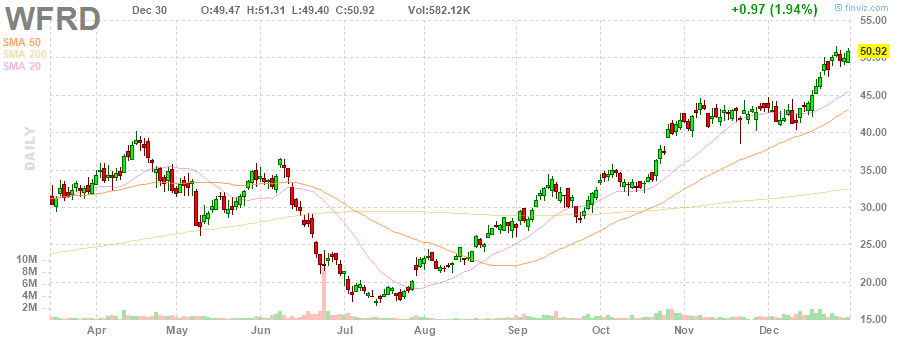 WFRD Dec 30 O:49.47 H:51.31 L:49.40 C:50.92 Vol:582.12K +0.97 (1.94%) © finviz.com
SMA 50
SMA 200
SMA 20
DAILY
55.00
50.92
50.00
45.00
40.00
35.00
30.00
25.00
20.00
15.00
10M
8M
6M
4M
2M
Apr May Jun Jul Aug Sep Oct Nov Dec